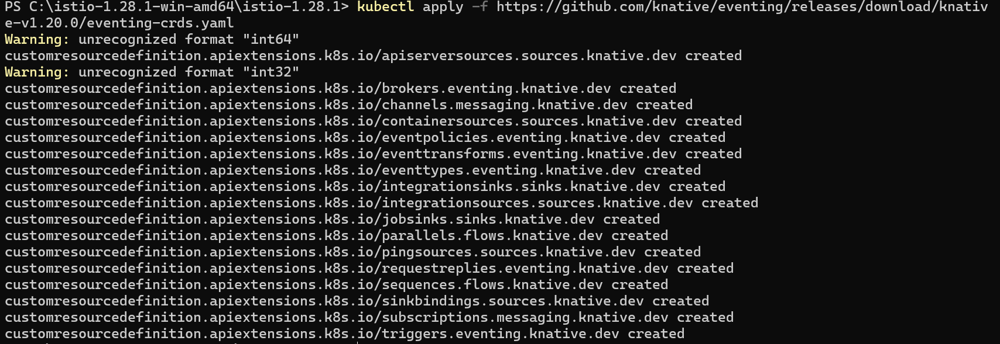 PS C:\istio-1.28.1-win-amd64\istio-1.28.1> kubectl apply -f https://github.com/knative/eventing/releases/download/knativ
e-v1.20.0/eventing-crds.yaml
Warning: unrecognized format "int64"
customresourcedefinition.apiextensions.k8s.io/apiserversources.sources.knative.dev created
Warning: unrecognized format "int32"
customresourcedefinition.apiextensions.k8s.io/brokers.eventing.knative.dev created
customresourcedefinition.apiextensions.k8s.io/channels.messaging.knative.dev created
customresourcedefinition.apiextensions.k8s.io/containersources.sources.knative.dev created
customresourcedefinition.apiextensions.k8s.io/eventpolicies.eventing.knative.dev created
customresourcedefinition.apiextensions.k8s.io/eventtransforms.eventing.knative.dev created
customresourcedefinition.apiextensions.k8s.io/eventtypes.eventing.knative.dev created
customresourcedefinition.apiextensions.k8s.io/integrationsinks.sinks.knative.dev created
customresourcedefinition.apiextensions.k8s.io/integrationsources.sources.knative.dev created
customresourcedefinition.apiextensions.k8s.io/jobsinks.sinks.knative.dev created
customresourcedefinition.apiextensions.k8s.io/parallels.flows.knative.dev created
customresourcedefinition.apiextensions.k8s.io/pingsources.sources.knative.dev created
customresourcedefinition.apiextensions.k8s.io/requestreplies.eventing.knative.dev created
customresourcedefinition.apiextensions.k8s.io/sequences.flows.knative.dev created
customresourcedefinition.apiextensions.k8s.io/sinkbindings.sources.knative.dev created
customresourcedefinition.apiextensions.k8s.io/subscriptions.messaging.knative.dev created
customresourcedefinition.apiextensions.k8s.io/triggers.eventing.knative.dev created